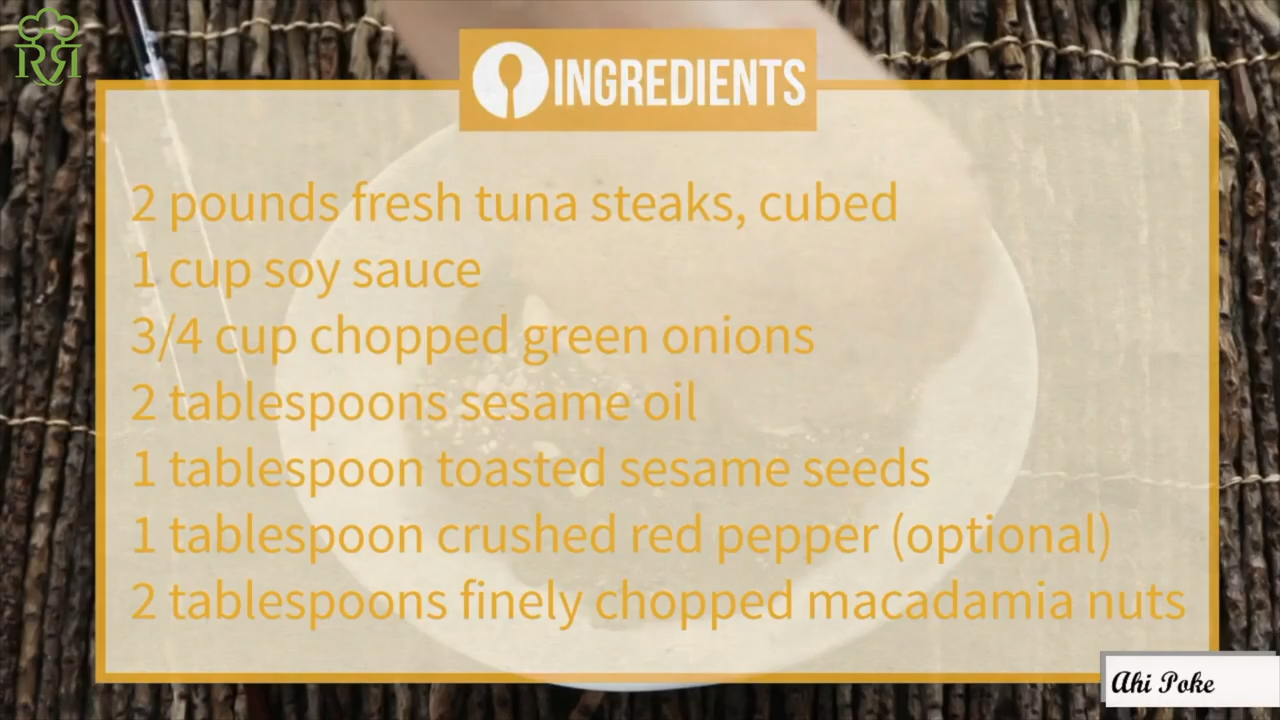 RR
INGREDIENTS
2 pounds fresh tuna steaks, cubed
1 cup soy sauce
3/4 cup chopped green onions
2 tablespoons sesame oil
1 tablespoon toasted sesame seeds
1 tablespoon crushed red pepper (optional)
2 tablespoons finely chopped macadamia nuts
Ahi Poke